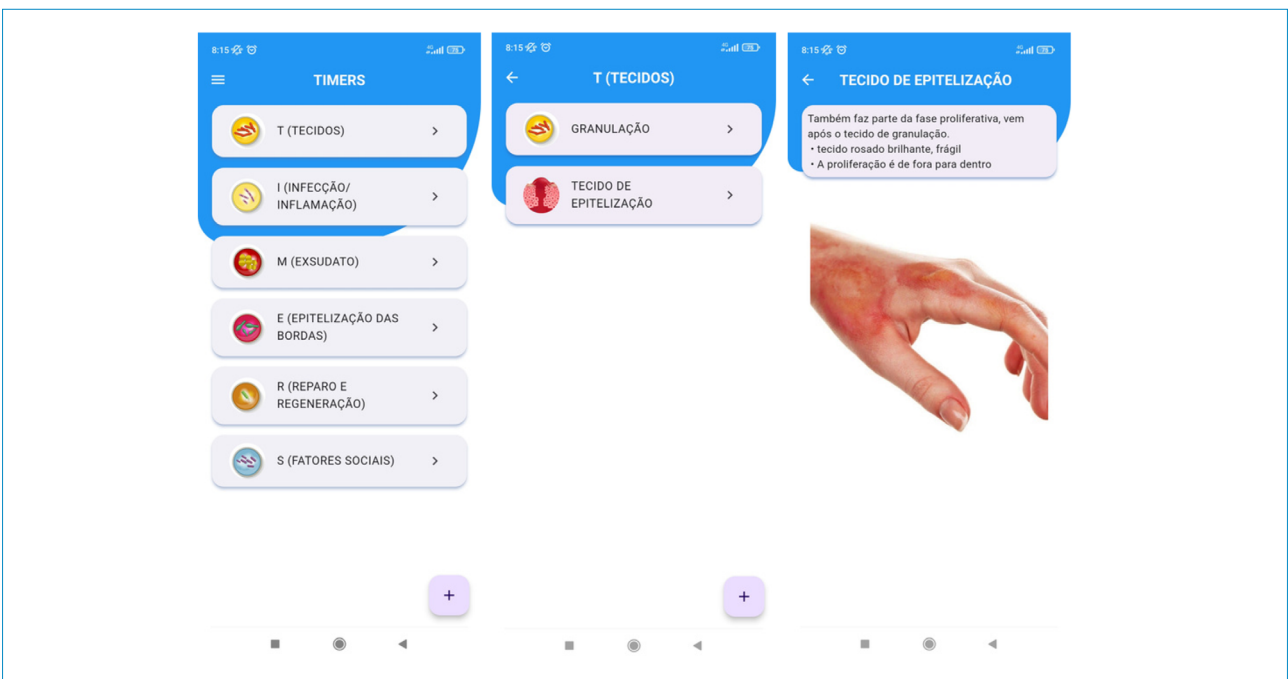 8:15
TIMERS
T (TECIDOS)
I (INFECÇÃO/
INFLAMAÇÃO)
M (EXSUDATO)
E (EPITELIZAÇÃO DAS
BORDAS)
R (REPARO E
REGENERAÇÃO)
S (FATORES SOCIAIS)
+
8:15
T (TECIDOS)
GRANULAÇÃO
TECIDO DE
EPITELIZAÇÃO
+
8:15
TECIDO DE EPITELIZAÇÃO
Também faz parte da fase proliferativa, vem
após o tecido de granulação.
• tecido rosado brilhante, frágil
• A proliferação é de fora para dentro